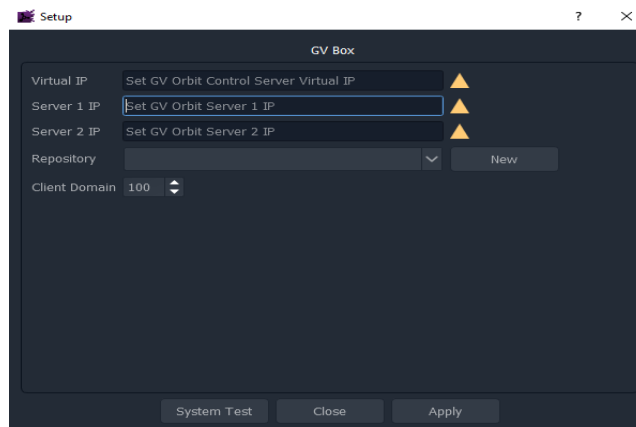 Setup
?
GV Box
Virtual IP Set GV Orbit Control Server Virtual IP
Server 1 IP Set GV Orbit Server 1 IP
Server 2 IP Set GV Orbit Server 2 IP
Repository New
Client Domain 100
System Test Close Apply